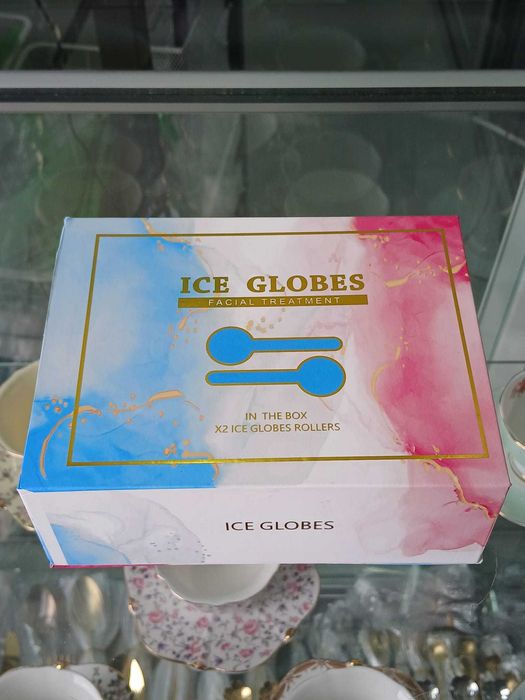 ICE GLOBES
FACIAL TREATMENT
IN THE BOX
X2 ICE GLOBES ROLLERS
ICE GLOBES